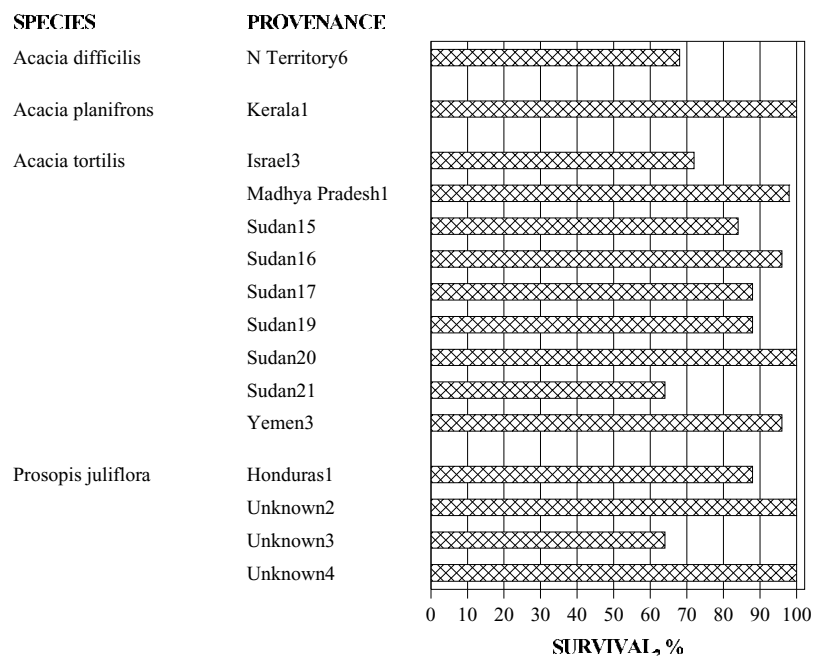 SPECIES PROVENANCE
Acacia difficilis N Territory6
Acacia planifrons Kerala1
Acacia tortilis Israel3
Madhya Pradesh1
Sudan15
Sudan16
Sudan17
Sudan19
Sudan20
Sudan21
Yemen3
Prosopis juliflora Honduras1
Unknown2
Unknown3
Unknown4
0 10 20 30 40 50 60 70 80 90 100
SURVIVAL, %